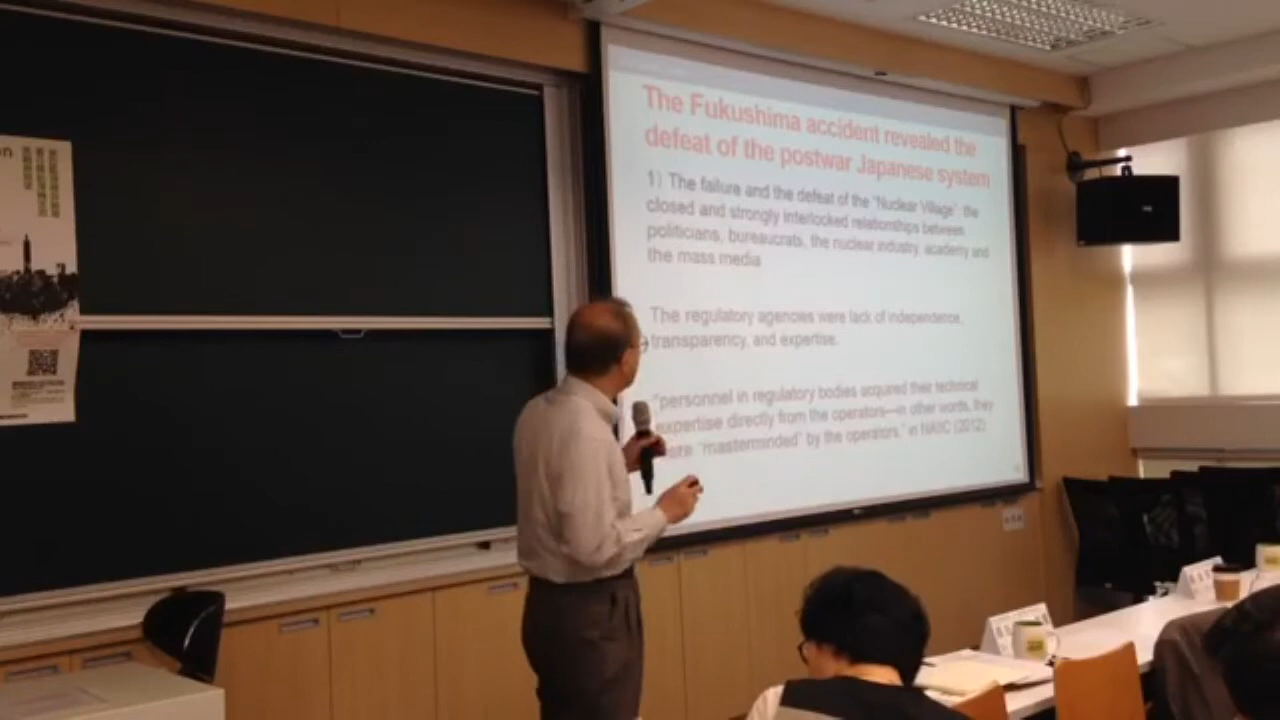 The Fukushima accident revealed the
defeat of the postwar Japanese system
1) The failure and the defeat of the "Nuclear Village": the
closed and strongly interlocked relationships between
politicians, bureaucrats, the nuclear industry, academy and
the mass media
The regulatory agencies were lack of independence,
transparency, and expertise.
"personnel in regulatory bodies acquired their technical
expertise directly from the operators—in other words, they
were "masterminded" by the operators." in NAIIC (2012)